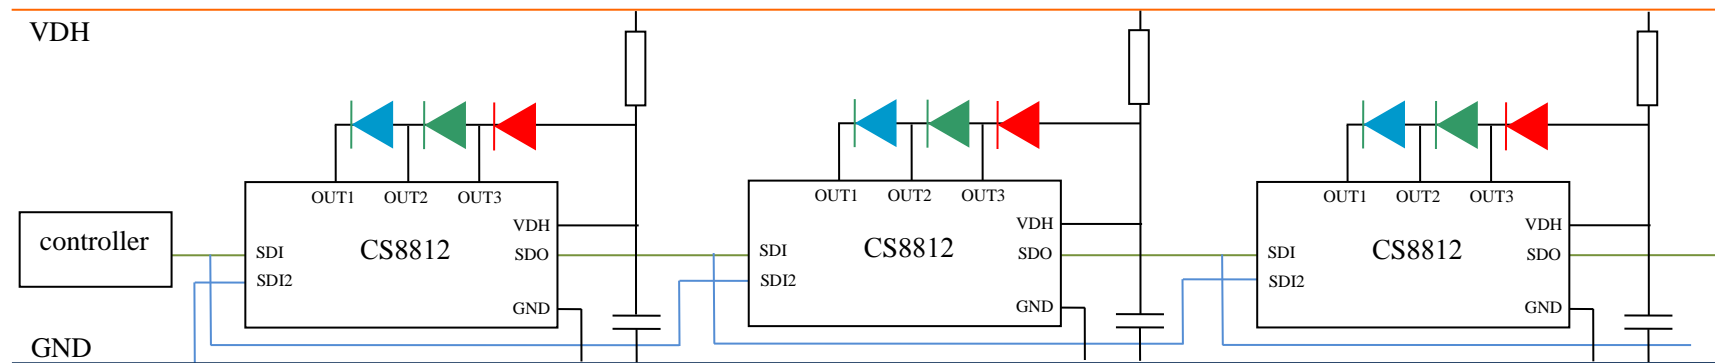 VDH
OUT1 OUT2 OUT3
OUT1 OUT2 OUT3
OUT1 OUT2 OUT3
controller
SDI
SDI2
CS8812
VDH
SDO
GND
SDI
SDI2
CS8812
VDH
SDO
GND
SDI
SDI2
CS8812
VDH
SDO
GND
GND